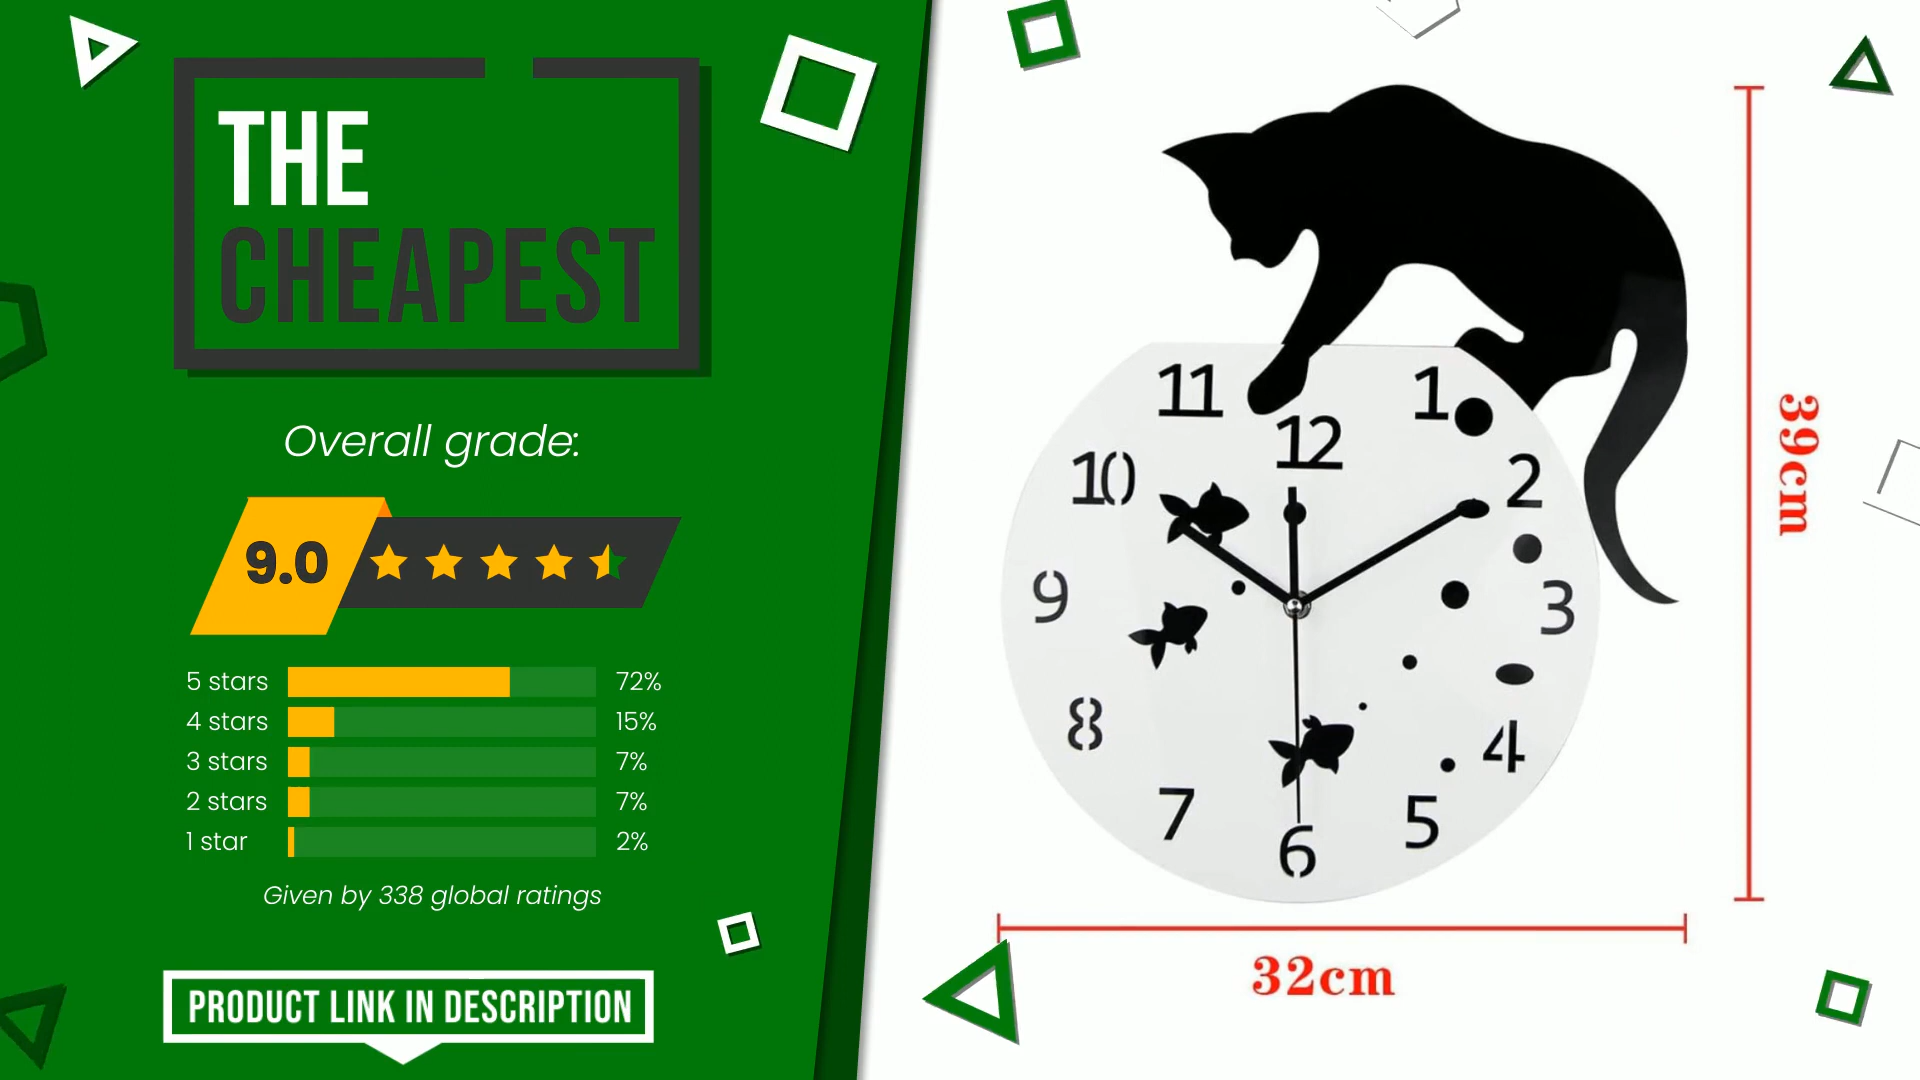 THE
CHEAPEST
Overall grade:
9.0
5 stars 72%
4 stars 15%
3 stars 7%
2 stars 7%
1 star 2%
Given by 338 global ratings
PRODUCT LINK IN DESCRIPTION
11
12
1
10
2
9
3
8
4
7
5
6
39cm
32cm